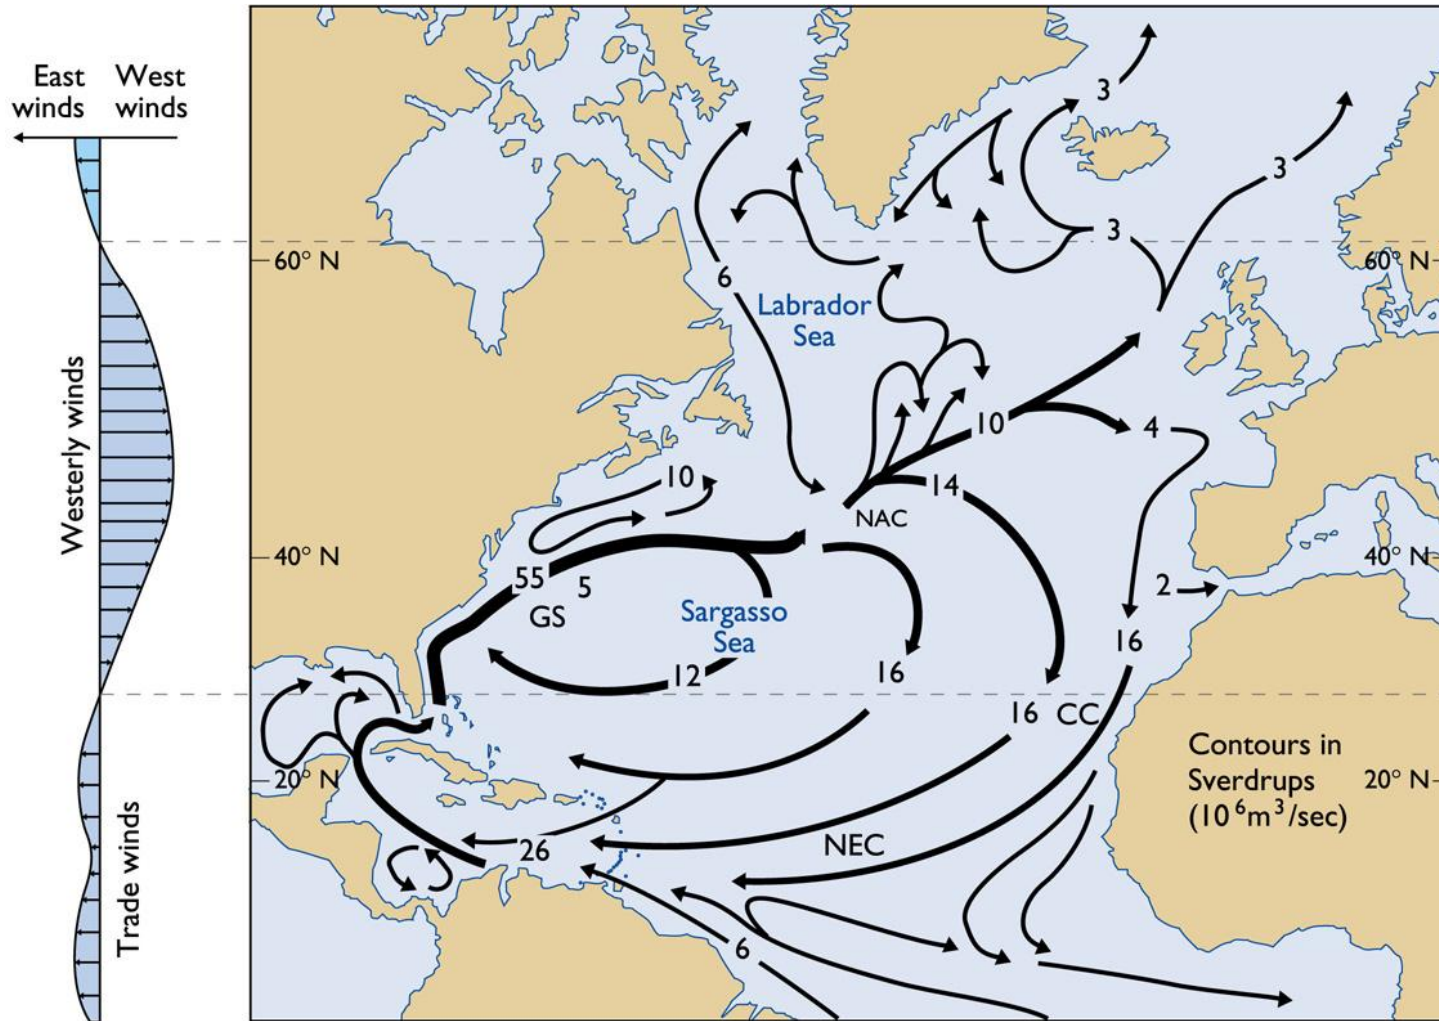 East West
winds winds
Westerly winds
Trade winds
3
3
3
60° N
60° N
6
Labrador
Sea
10
4
10
14
NAC
40° N
40° N
55
5
GS
Sargasso
Sea
2
16
12
16
16 CC
Contours in
Sverdrups
(10⁶m³/sec)
20° N
20° N
26
NEC
6